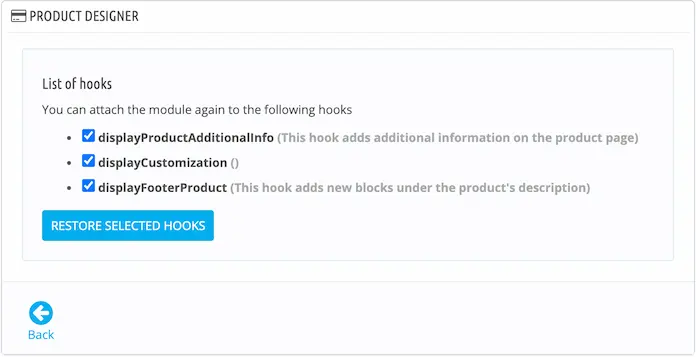 PRODUCT DESIGNER
List of hooks
You can attach the module again to the following hooks
displayProductAdditionalInfo (This hook adds additional information on the product page)
displayCustomization ()
displayFooterProduct (This hook adds new blocks under the product's description)
RESTORE SELECTED HOOKS
Back